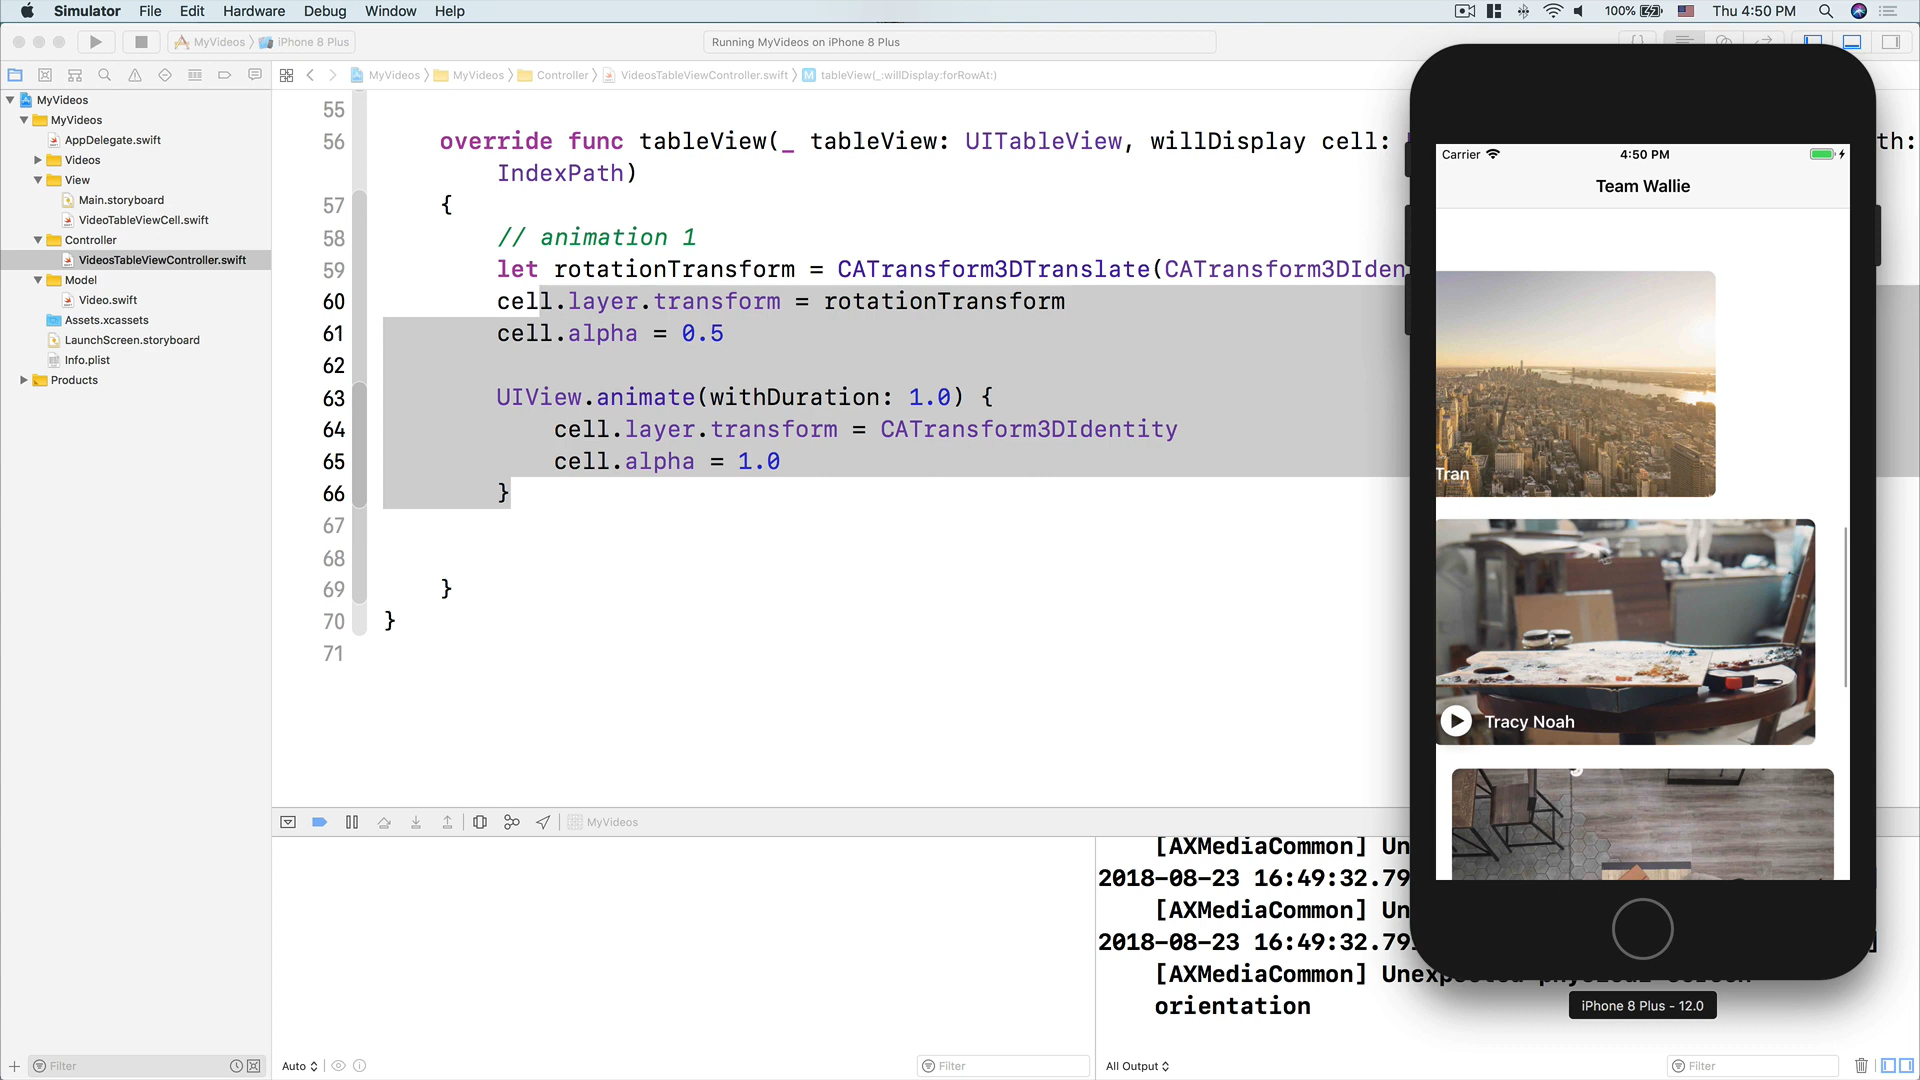 Simulator File Edit Hardware Debug Window Help 100% Thu 4:50 PM
MyVideos iPhone 8 Plus Running MyVideos on iPhone 8 Plus
MyVideos MyVideos Controller VideosTableViewController.swift M tableView(_:willDisplay:forRowAt:)
MyVideos
MyVideos
AppDelegate.swift
Videos
View
Main.storyboard
VideoTableViewCell.swift
Controller
VideosTableViewController.swift
Model
Video.swift
Assets.xcassets
LaunchScreen.storyboard
Info.plist
Products
Filter
55
56 override func tableView(_ tableView: UITableView, willDisplay cell: th:
IndexPath)
57 {
58 // animation 1
59 let rotationTransform = CATransform3DTranslate(CATransform3DIden
60 cell.layer.transform = rotationTransform
61 cell.alpha = 0.5
62
63 UIView.animate(withDuration: 1.0) {
64 cell.layer.transform = CATransform3DIdentity
65 cell.alpha = 1.0
66 }
67
68
69 }
70 }
71
MyVideos
[AXMediaCommon] Un
2018-08-23 16:49:32.79
[AXMediaCommon] Un
2018-08-23 16:49:32.79
[AXMediaCommon] Unexpected physical screen
orientation
Auto Filter All Output Filter
Carrier 4:50 PM
Team Wallie
Tran
Tracy Noah
iPhone 8 Plus - 12.0